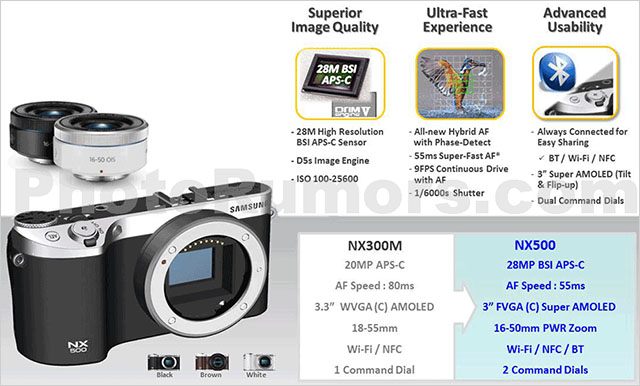 Superior
Image Quality
28M BSI
APS-C
- 28M High Resolution
BSI APS-C Sensor
- D5s Image Engine
- ISO 100-25600
Ultra-Fast
Experience
- All-new Hybrid AF
with Phase-Detect
- 55ms Super-Fast AF*
- 9FPS Continuous Drive
with AF
- 1/6000s Shutter
Advanced
Usability
- Always Connected for
Easy Sharing
✓ BT / Wi-Fi / NFC
- 3” Super AMOLED (Tilt
& Flip-up)
- Dual Command Dials
16-50 OIS
PhotoRumors.com
SAMSUNG
NX
500
Black
Brown
White
NX300M
20MP APS-C
AF Speed : 80ms
3.3” WVGA (C) AMOLED
18-55mm
Wi-Fi / NFC
1 Command Dial
NX500
28MP BSI APS-C
AF Speed : 55ms
3” FVGA (C) Super AMOLED
16-50mm PWR Zoom
Wi-Fi / NFC / BT
2 Command Dials